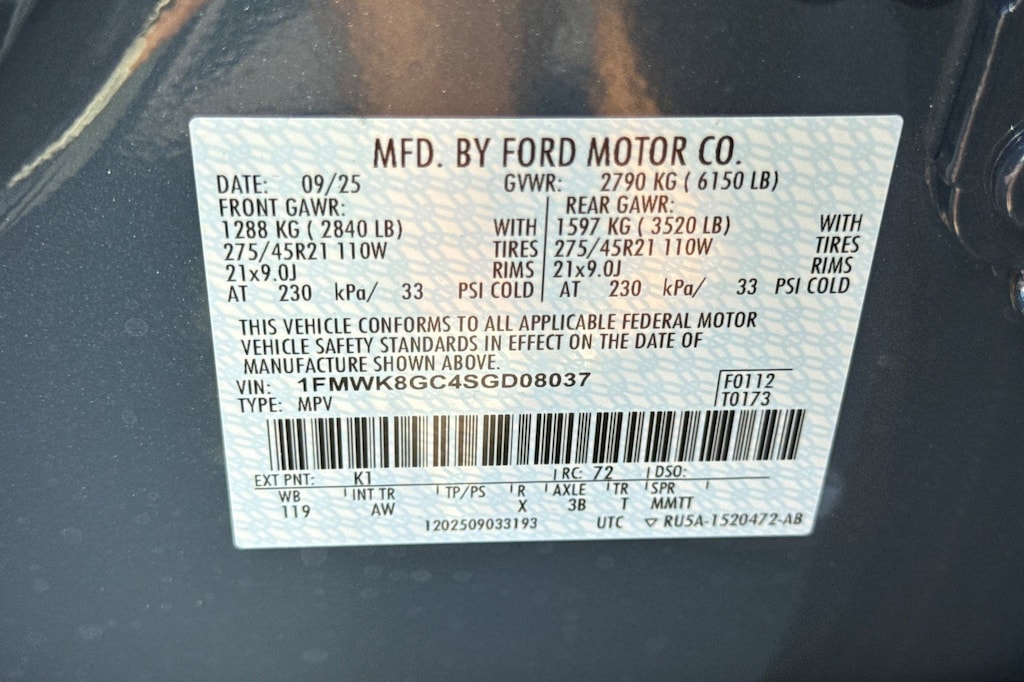 MFD. BY FORD MOTOR CO.
DATE: 09/25 GVWR: 2790 KG ( 6150 LB)
FRONT GAWR: REAR GAWR:
1288 KG ( 2840 LB) WITH 1597 KG ( 3520 LB) WITH
275/45R21 110W TIRES 275/45R21 110W TIRES
21x9.0J RIMS 21x9.0J RIMS
AT 230 kPa/ 33 PSI COLD AT 230 kPa/ 33 PSI COLD
THIS VEHICLE CONFORMS TO ALL APPLICABLE FEDERAL MOTOR
VEHICLE SAFETY STANDARDS IN EFFECT ON THE DATE OF
MANUFACTURE SHOWN ABOVE.
VIN: 1FMWK8GC4SGD08037 F0112
TYPE: MPV T0173
EXT PNT: K1 RC: 72 DSO:
WB INT TR TP/PS R AXLE TR SPR
119 AW X 3B T MMTT
1202509033193 UTC ▽ RU5A-1520472-AB